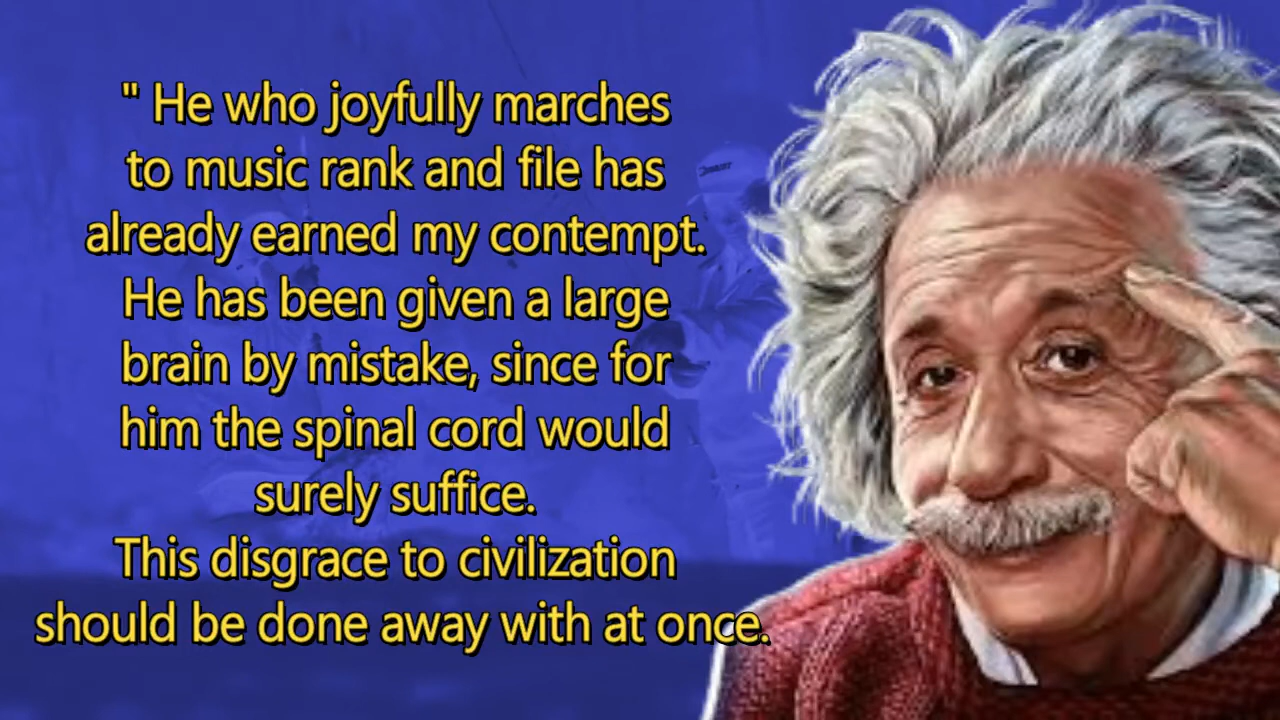 " He who joyfully marches
to music rank and file has
already earned my contempt.
He has been given a large
brain by mistake, since for
him the spinal cord would
surely suffice.
This disgrace to civilization
should be done away with at once.